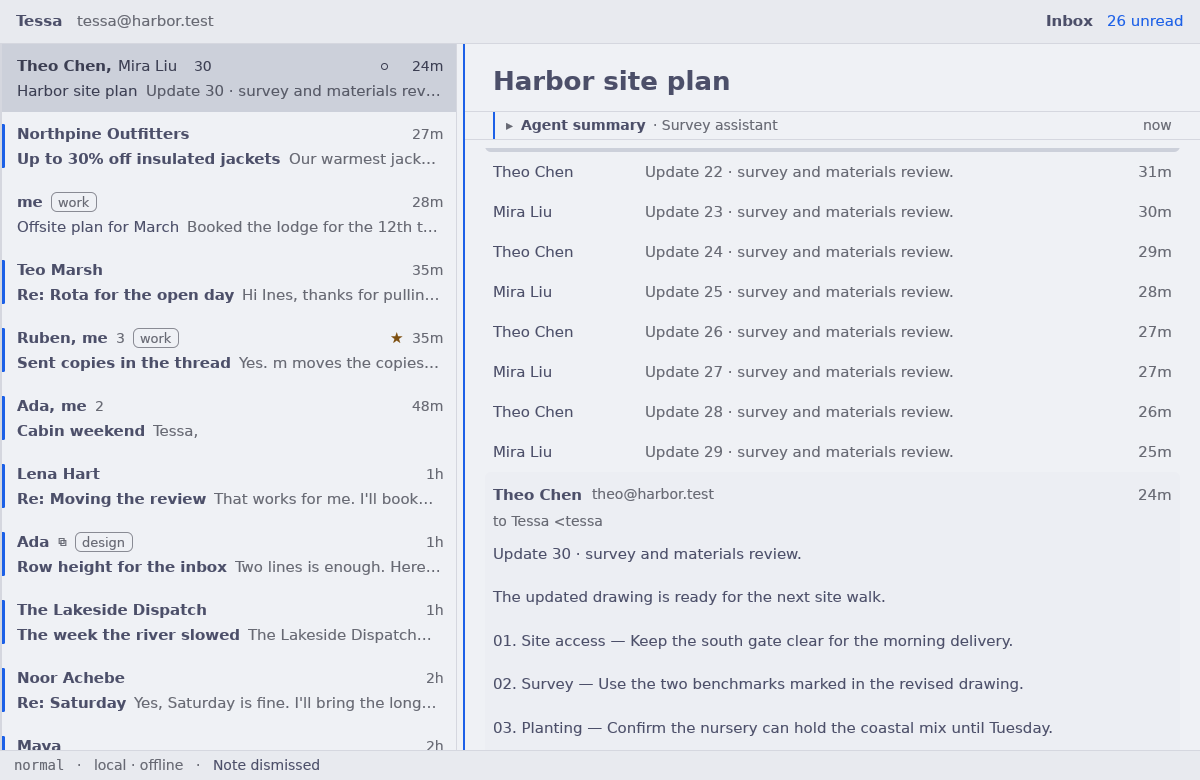 Tessa tessa@harbor.test
Inbox 26 unread
Theo Chen, Mira Liu 30 24m
Harbor site plan Update 30 · survey and materials rev…
Northpine Outfitters 27m
Up to 30% off insulated jackets Our warmest jack…
me work 28m
Offsite plan for March Booked the lodge for the 12th t…
Teo Marsh 35m
Re: Rota for the open day Hi Ines, thanks for pullin…
Ruben, me 3 work ★ 35m
Sent copies in the thread Yes. m moves the copies…
Ada, me 2 48m
Cabin weekend Tessa,
Lena Hart 1h
Re: Moving the review That works for me. I'll book…
Ada design 1h
Row height for the inbox Two lines is enough. Here…
The Lakeside Dispatch 1h
The week the river slowed The Lakeside Dispatch…
Noor Achebe 2h
Re: Saturday Yes, Saturday is fine. I'll bring the long…
Maya 2h
Harbor site plan
▸ Agent summary · Survey assistant now
Theo Chen Update 22 · survey and materials review. 31m
Mira Liu Update 23 · survey and materials review. 30m
Theo Chen Update 24 · survey and materials review. 29m
Mira Liu Update 25 · survey and materials review. 28m
Theo Chen Update 26 · survey and materials review. 27m
Mira Liu Update 27 · survey and materials review. 27m
Theo Chen Update 28 · survey and materials review. 26m
Mira Liu Update 29 · survey and materials review. 25m
Theo Chen theo@harbor.test 24m
to Tessa <tessa
Update 30 · survey and materials review.
The updated drawing is ready for the next site walk.
01. Site access — Keep the south gate clear for the morning delivery.
02. Survey — Use the two benchmarks marked in the revised drawing.
03. Planting — Confirm the nursery can hold the coastal mix until Tuesday.
normal · local · offline · Note dismissed